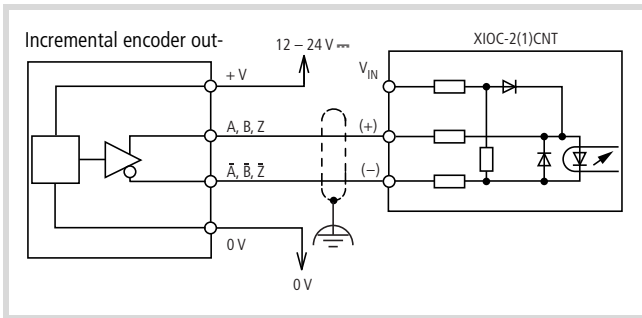 Incremental encoder out-
12 – 24 V ⎓
XIOC-2(1)CNT
+ V
V_IN
A, B, Z
(+)
A̅, B̅, Z̅
(–)
0 V
0 V